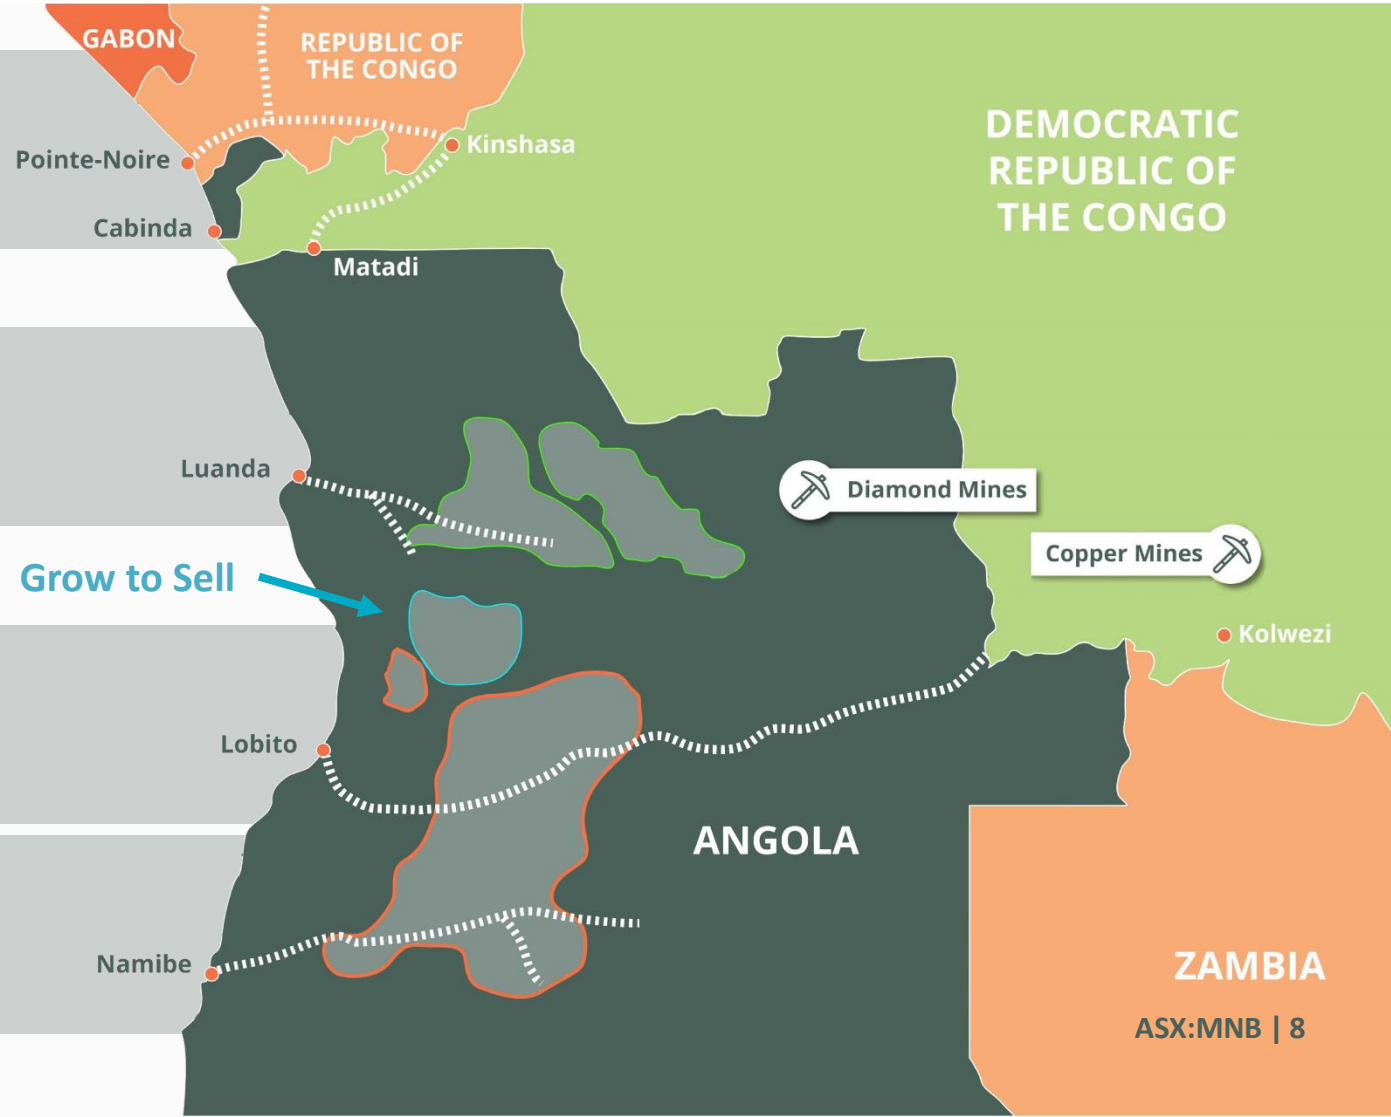 GABON
REPUBLIC OF
THE CONGO
DEMOCRATIC
REPUBLIC OF
THE CONGO
Kinshasa
Pointe-Noire
Cabinda
Matadi
Luanda
Diamond Mines
Copper Mines
Grow to Sell
Kolwezi
Lobito
ANGOLA
Namibe
ZAMBIA
ASX:MNB | 8